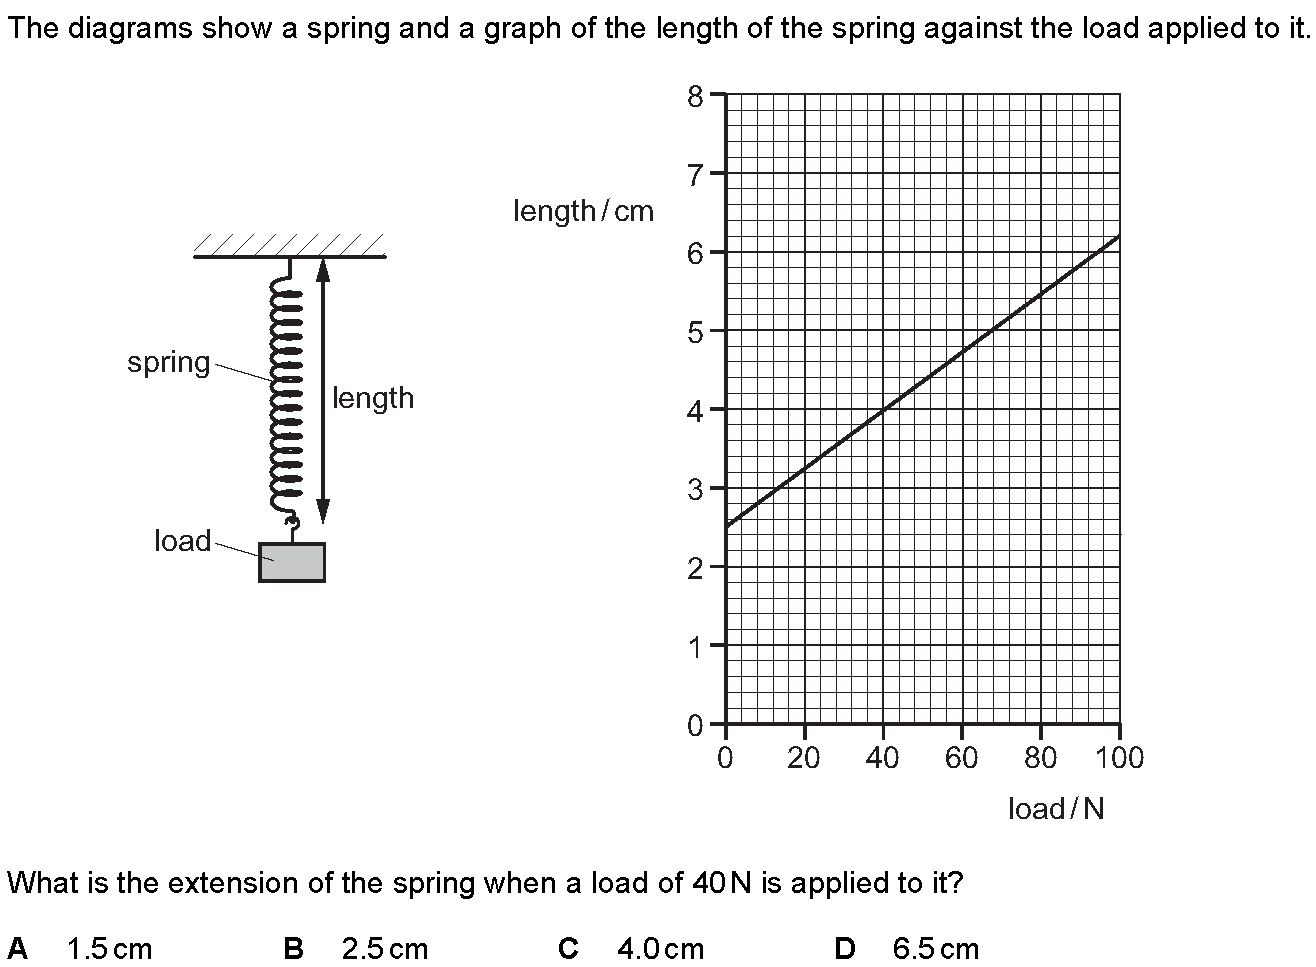 The diagrams show a spring and a graph of the length of the spring against the load applied to it.
spring
length
load
length / cm
8
7
6
5
4
3
2
1
0
0 20 40 60 80 100
load / N
What is the extension of the spring when a load of 40 N is applied to it?
A 1.5 cm B 2.5 cm C 4.0 cm D 6.5 cm